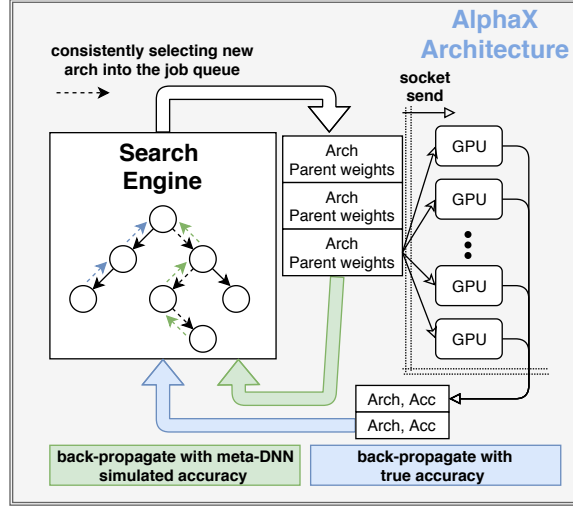 AlphaX
Architecture
consistently selecting new
arch into the job queue
socket
send
Search
Engine
Arch
Parent weights
Arch
Parent weights
Arch
Parent weights
GPU
GPU
GPU
GPU
Arch, Acc
Arch, Acc
back-propagate with meta-DNN
simulated accuracy
back-propagate with
true accuracy